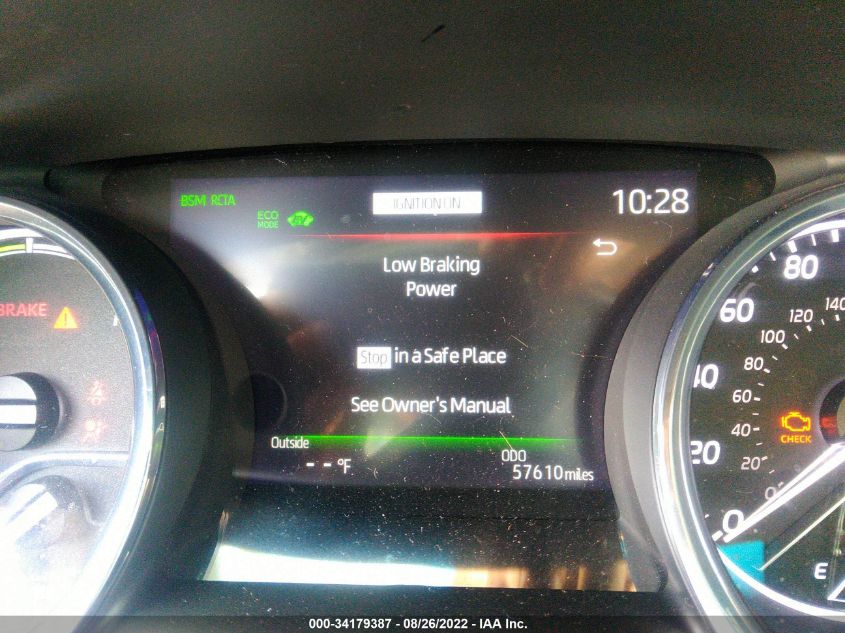 BSM RCTA
ECO
MODE
IGNITION ON
10:28
Low Braking
Power
Stop in a Safe Place
See Owner's Manual
Outside
- - °F
ODO
57610 miles
BRAKE
80
60
40
20
0
140
120
100
80
60
40
20
0
CHECK
E
000-34179387 - 08/26/2022 - IAA Inc.